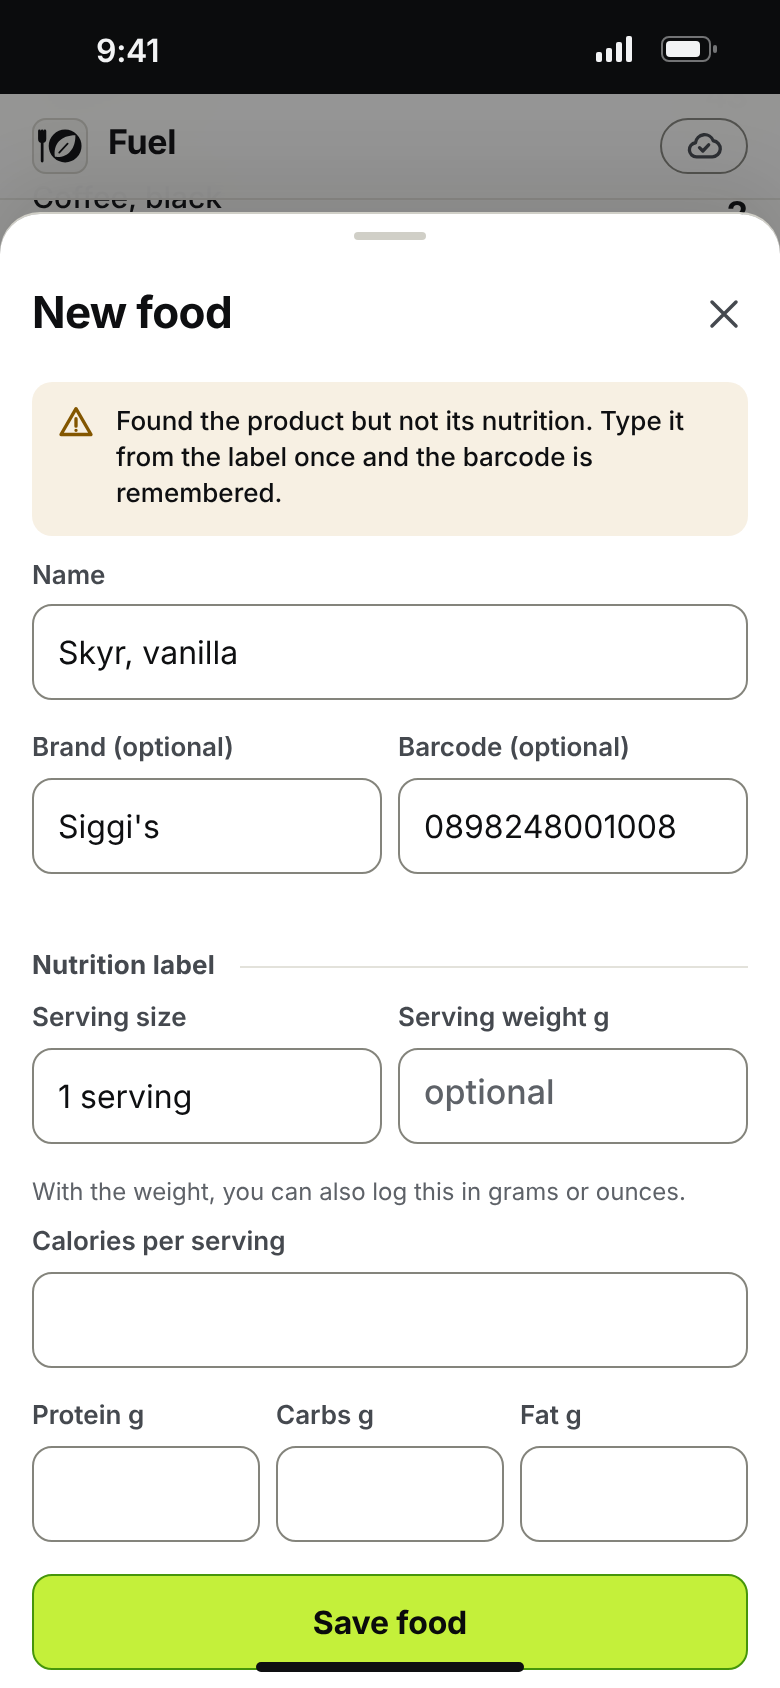 9:41
Fuel
Coffee, black
New food
Found the product but not its nutrition. Type it
from the label once and the barcode is
remembered.
Name
Skyr, vanilla
Brand (optional)
Barcode (optional)
Siggi's
0898248001008
Nutrition label
Serving size
Serving weight g
1 serving
optional
With the weight, you can also log this in grams or ounces.
Calories per serving
Protein g
Carbs g
Fat g
Save food